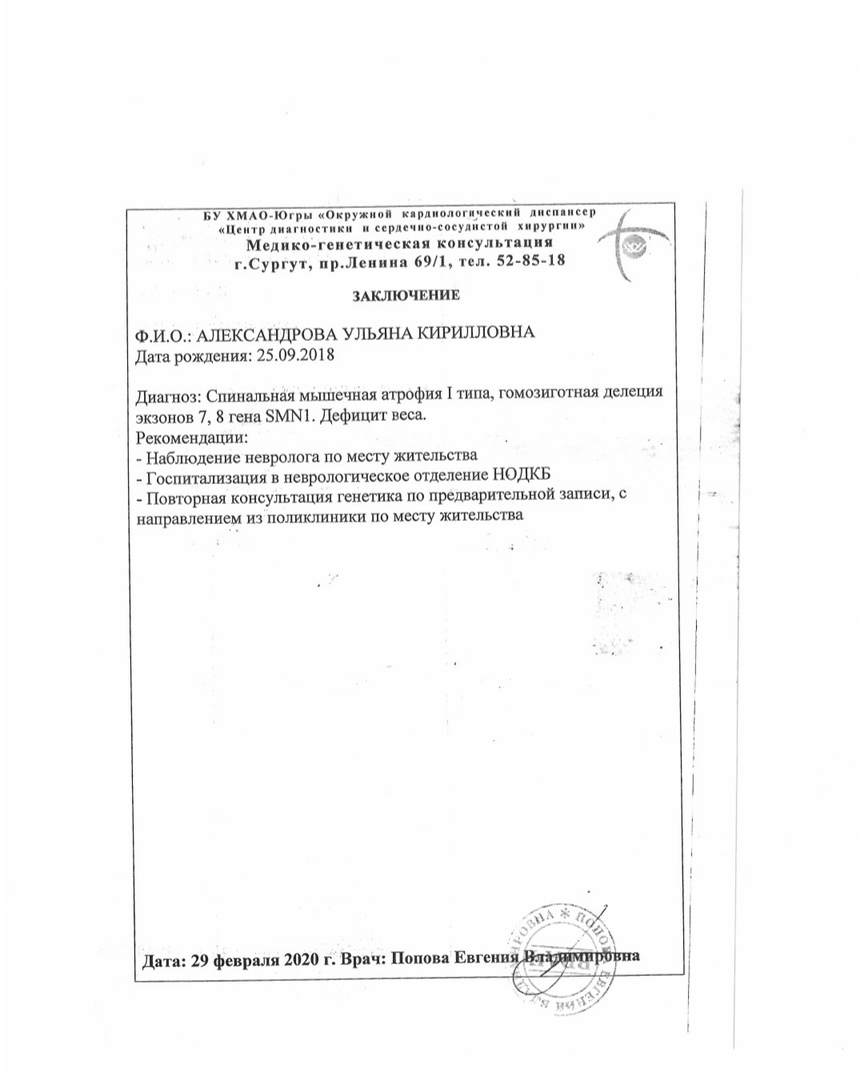 БУ ХМАО-Югры «Окружной кардиологический диспансер
«Центр диагностики и сердечно-сосудистой хирургии»
Медико-генетическая консультация
г.Сургут, пр.Ленина 69/1, тел. 52-85-18
ЗАКЛЮЧЕНИЕ
Ф.И.О.: АЛЕКСАНДРОВА УЛЬЯНА КИРИЛЛОВНА
Дата рождения: 25.09.2018
Диагноз: Спинальная мышечная атрофия I типа, гомозиготная делеция
экзонов 7, 8 гена SMN1. Дефицит веса.
Рекомендации:
- Наблюдение невролога по месту жительства
- Госпитализация в неврологическое отделение НОДКБ
- Повторная консультация генетика по предварительной записи, с
направлением из поликлиники по месту жительства
Дата: 29 февраля 2020 г. Врач: Попова Евгения Владимировна